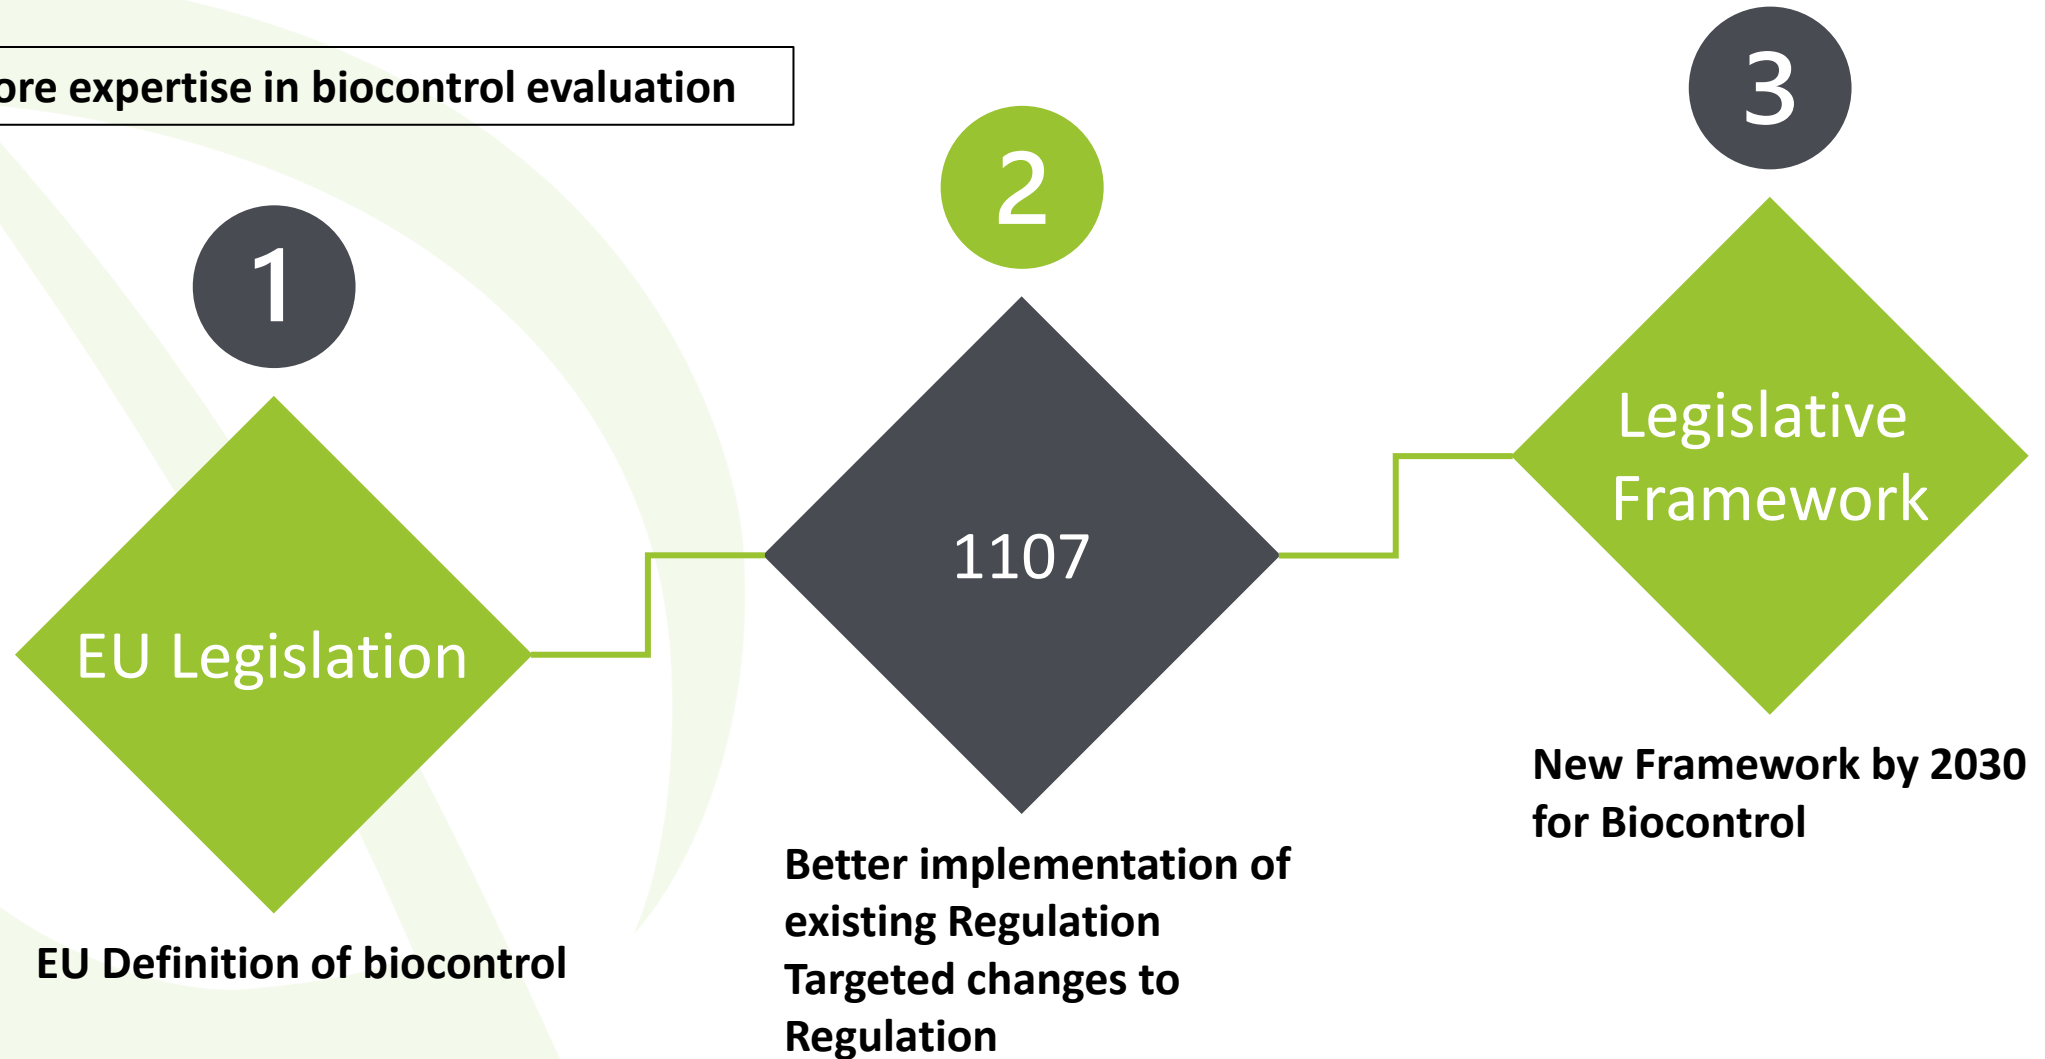 expertise in biocontrol evaluation
1
EU Legislation
EU Definition of biocontrol
2
1107
Better implementation of
existing Regulation
Targeted changes to
Regulation
3
Legislative
Framework
New Framework by 2030
for Biocontrol